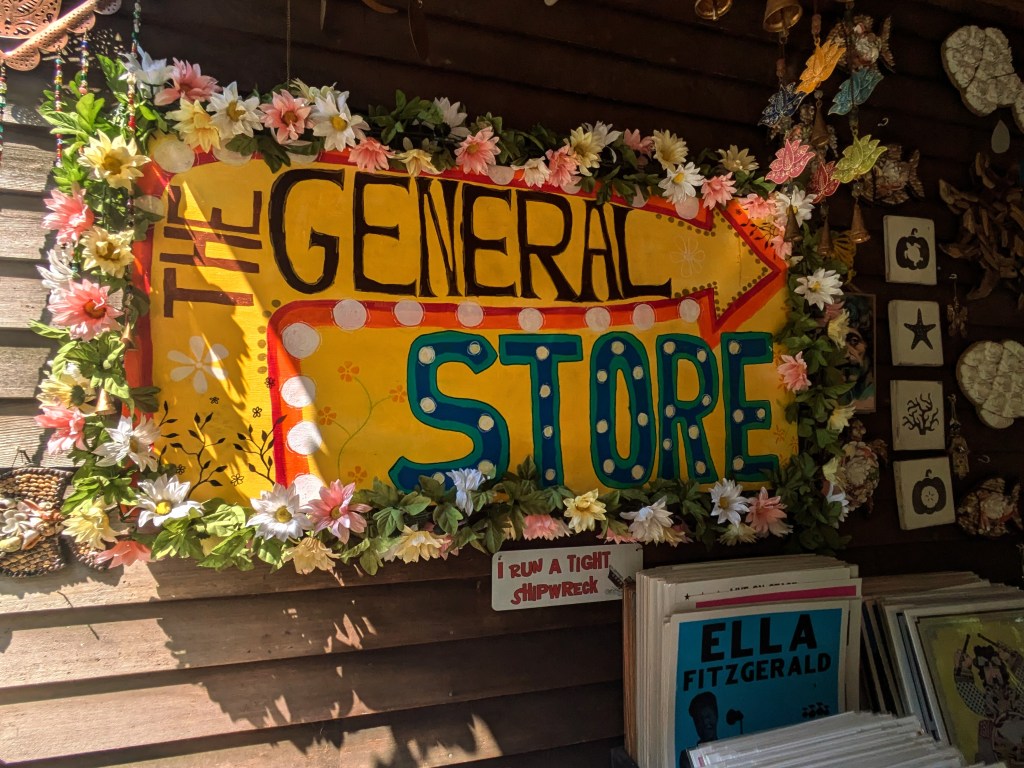 THE
GENERAL
STORE
I RUN A TIGHT
SHIPWRECK
ELLA
FITZGERALD